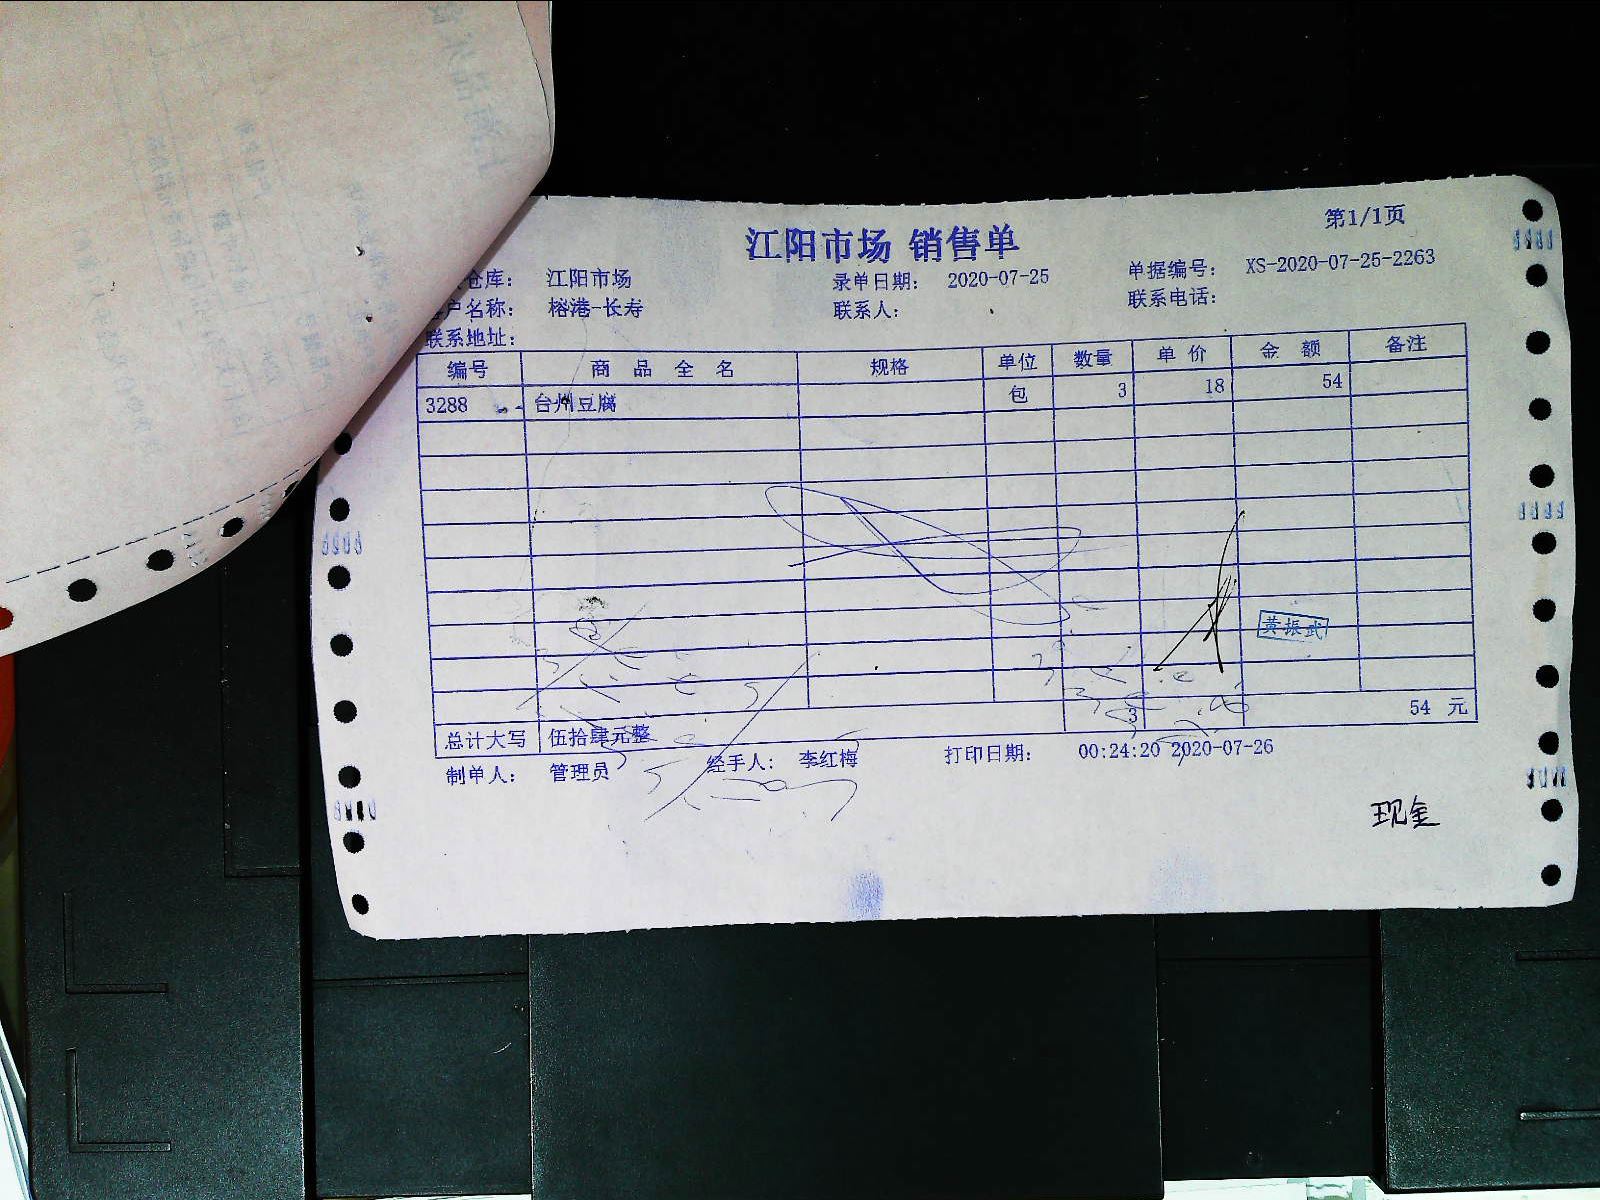 第1/1页
江阳市场 销售单
仓库： 江阳市场 录单日期： 2020-07-25 单据编号： XS-2020-07-25-2263
户名称： 榕港-长寿 联系人： 联系电话：
联系地址：
编号 商 品 全 名 规格 单位 数量 单 价 金 额 备注
3288 台州豆腐 包 3 18 54
黄振武
总计大写 伍拾肆元整 3 54 元
制单人： 管理员 经手人： 李红梅 打印日期： 00:24:20 2020-07-26
现金